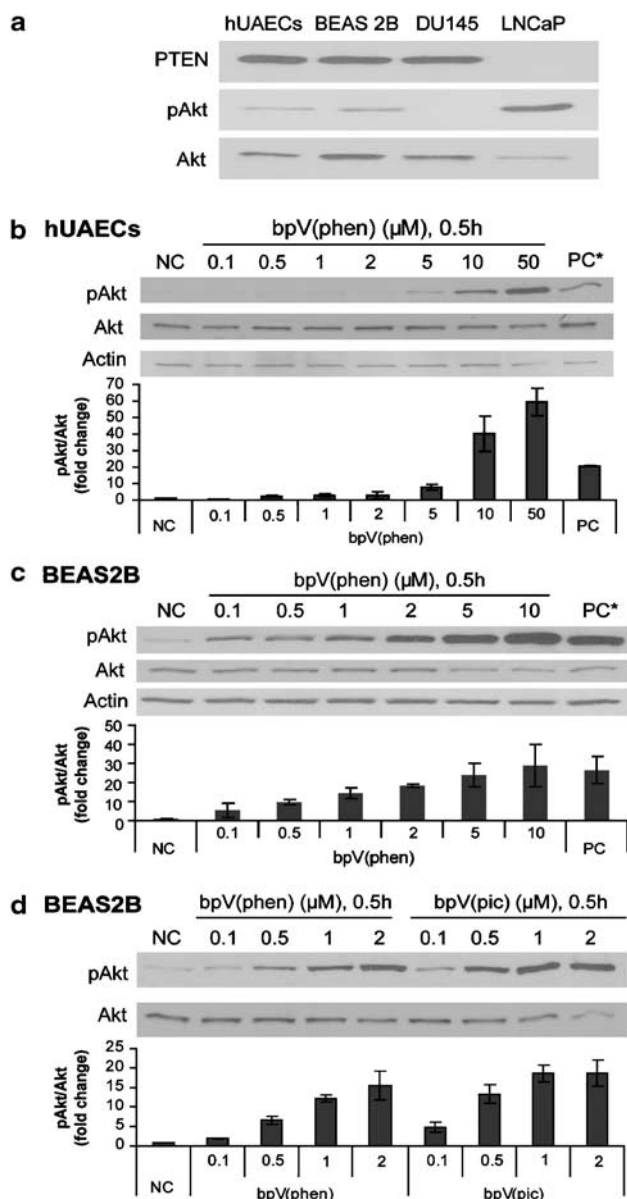 a
hUAECs BEAS 2B DU145 LNCaP
PTEN
pAkt
Akt
b hUAECs bpV(phen) (µM), 0.5h
NC 0.1 0.5 1 2 5 10 50 PC*
pAkt
Akt
Actin
pAkt/Akt
(fold change)
70
60
50
40
30
20
10
0
NC 0.1 0.5 1 2 5 10 50 PC
bpV(phen)
c BEAS2B bpV(phen) (µM), 0.5h
NC 0.1 0.5 1 2 5 10 PC*
pAkt
Akt
Actin
pAkt/Akt
(fold change)
50
40
30
20
10
0
NC 0.1 0.5 1 2 5 10 PC
bpV(phen)
d BEAS2B bpV(phen) (µM), 0.5h bpV(pic) (µM), 0.5h
NC 0.1 0.5 1 2 0.1 0.5 1 2
pAkt
Akt
pAkt/Akt
(fold change)
25
20
15
10
5
0
NC 0.1 0.5 1 2 0.1 0.5 1 2
bpV(phen) bpV(pic)